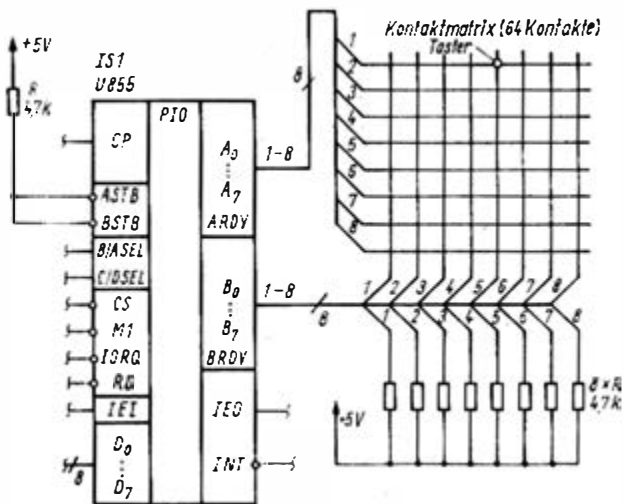 +5V
R
4,7K
IS1
U855
PIO
CP
ASTB
BSTB
B/ASEL
C/DSEL
CS
M1
IORQ
RD
IEI
D0
⋮
D7
8
A0
⋮
A7
ARDY
B0
⋮
B7
BRDY
IEO
INT
1-8
8
1-8
8
Kontaktmatrix (64 Kontakte)
Taster
1
2
3
4
5
6
7
8
1 2 3 4 5 6 7 8
1 2 3 4 5 6 7 8
+5V
8×R
4,7K